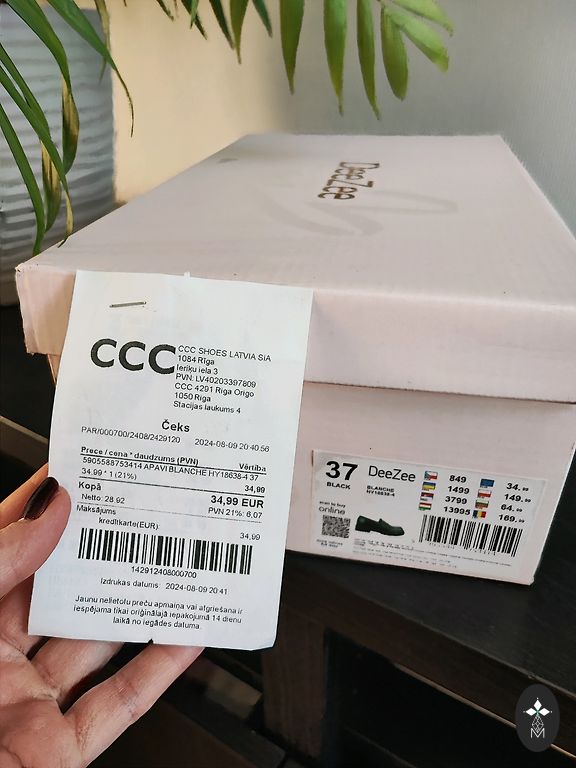 DeeZee
CCC
CCC SHOES LATVIA SIA
1084 Rīga
Ieriķu iela 3
PVN: LV40203397809
CCC 4291 Riga Origo
1050 Rīga
Stacijas laukums 4
Čeks
PAR/000700/2408/2429120 2024-08-09 20:40:56
Prece / cena * daudzums (PVN) Vērtība
5905588753414 APAVI BLANCHE HY18638-4 37
34.99 * 1 (21%) 34,99
Kopā 34,99 EUR
Netto: 28.92 PVN 21%: 6,07
Maksājums
kredītkarte(EUR): 34,99
142912408000700
Izdrukas datums: 2024-08-09 20:41
Jaunu nelietotu preču apmaiņa vai atgriešana ir
iespējama tikai oriģinālajā iepakojumā 14 dienu
laikā no iegādes datuma.
37 DeeZee
BLACK
BLANCHE
HY18638-4
849 34.99
1499 149.99
3799 64.99
13995 169.99
scan to buy
online
M